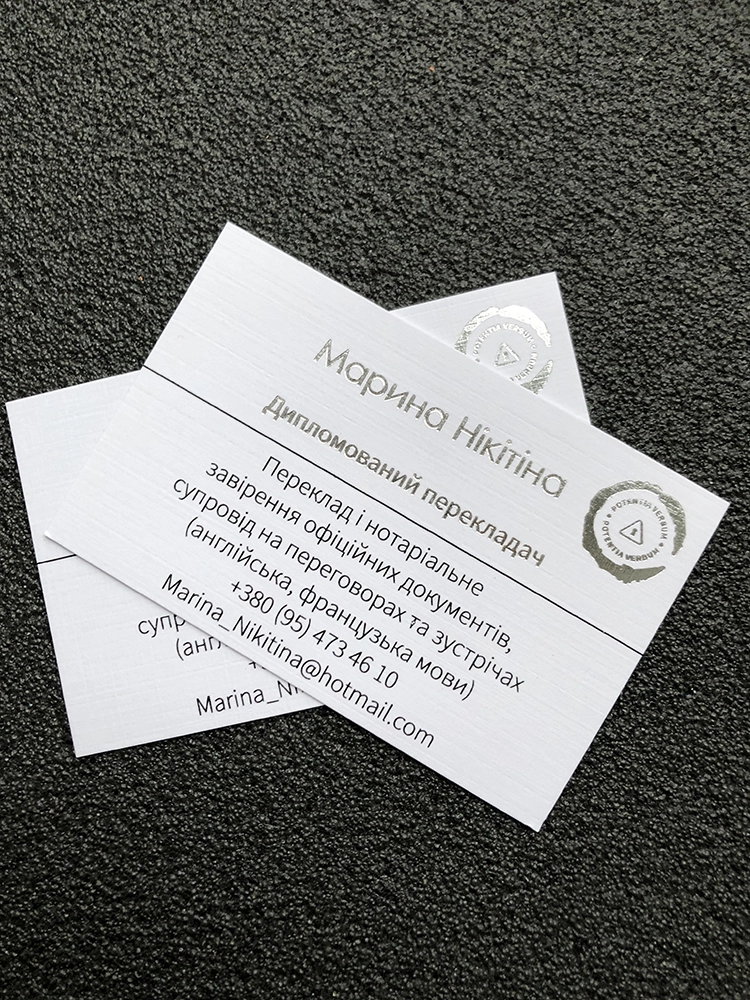 Марина Нікітіна
Дипломований перекладач
Переклад і нотаріальне
завірення офіційних документів,
супровід на переговорах та зустрічах
(англійська, французька мови)
+380 (95) 473 46 10
Marina_Nikitina@hotmail.com
POTENTIA VERBUM • POTENTIA VERBUM •
POTENTIA VERBUM
супр
(анг
+
Marina_Ni